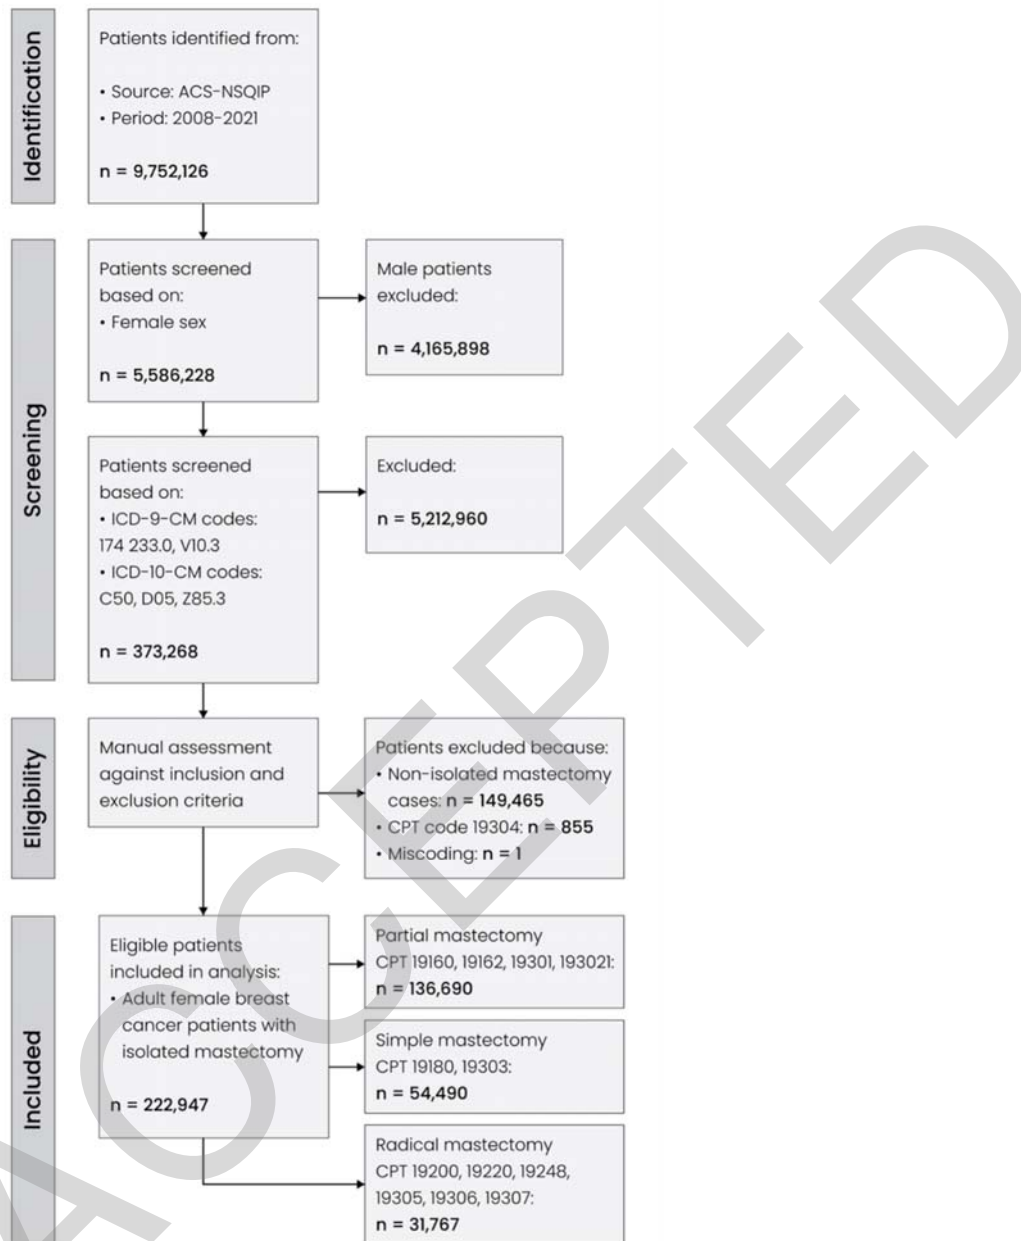 Identification
Patients identified from:
• Source: ACS-NSQIP
• Period: 2008-2021
n = 9,752,126
Screening
Patients screened
based on:
• Female sex
n = 5,586,228
Male patients
excluded:
n = 4,165,898
Patients screened
based on:
• ICD-9-CM codes:
174 233.0, V10.3
• ICD-10-CM codes:
C50, D05, Z85.3
n = 373,268
Excluded:
n = 5,212,960
Eligibility
Manual assessment
against inclusion and
exclusion criteria
Patients excluded because:
• Non-isolated mastectomy
cases: n = 149,465
• CPT code 19304: n = 855
• Miscoding: n = 1
Included
Eligible patients
included in analysis:
• Adult female breast
cancer patients with
isolated mastectomy
n = 222,947
Partial mastectomy
CPT 19160, 19162, 19301, 193021:
n = 136,690
Simple mastectomy
CPT 19180, 19303:
n = 54,490
Radical mastectomy
CPT 19200, 19220, 19248,
19305, 19306, 19307:
n = 31,767
ACCEPTED